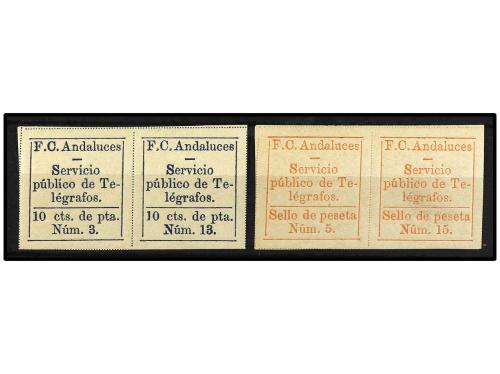 F.C. Andaluces
Servicio
público de Te-
légrafos.
10 cts. de pta.
Núm. 3.
F.C. Andaluces
Servicio
público de Te-
légrafos.
10 cts. de pta.
Núm. 13.
F.C. Andaluces
Servicio
público de Te-
légrafos.
Sello de peseta
Núm. 5.
F.C. Andaluces
Servicio
público de Te-
légrafos.
Sello de peseta
Núm. 15.